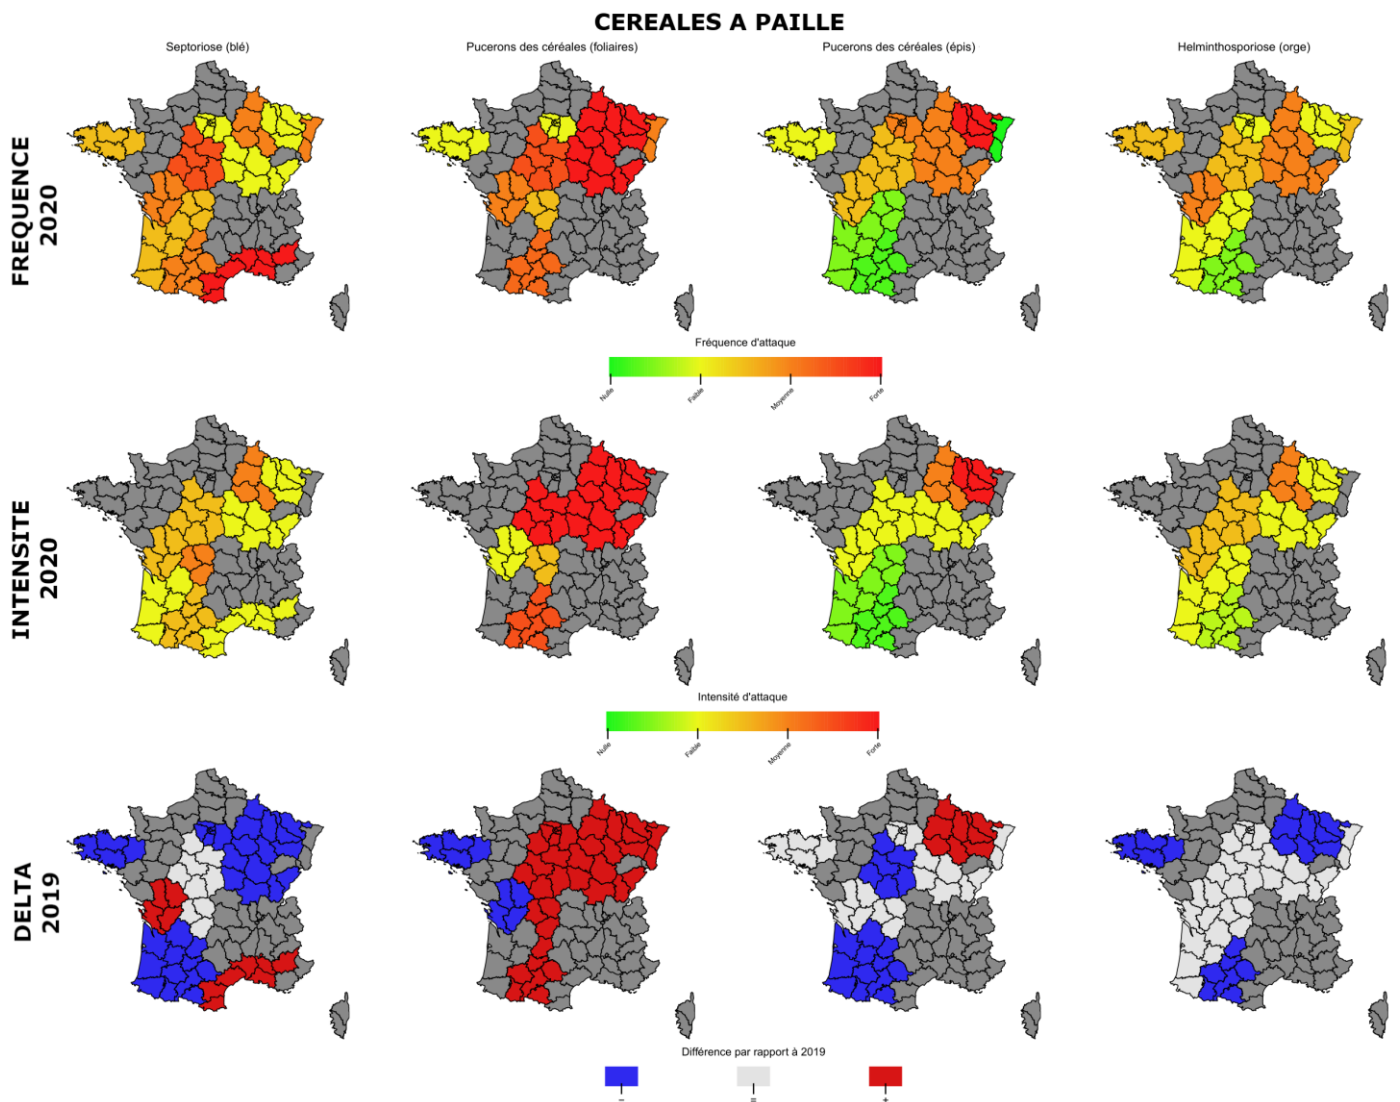 CEREALES A PAILLE
Septoriose (blé)
Pucerons des céréales (foliaires)
Pucerons des céréales (épis)
Helminthosporiose (orge)
FREQUENCE
2020
Fréquence d'attaque
Nulle
Faible
Moyenne
Forte
INTENSITE
2020
Intensité d'attaque
Nulle
Faible
Moyenne
Forte
DELTA
2019
Différence par rapport à 2019
−
=
+